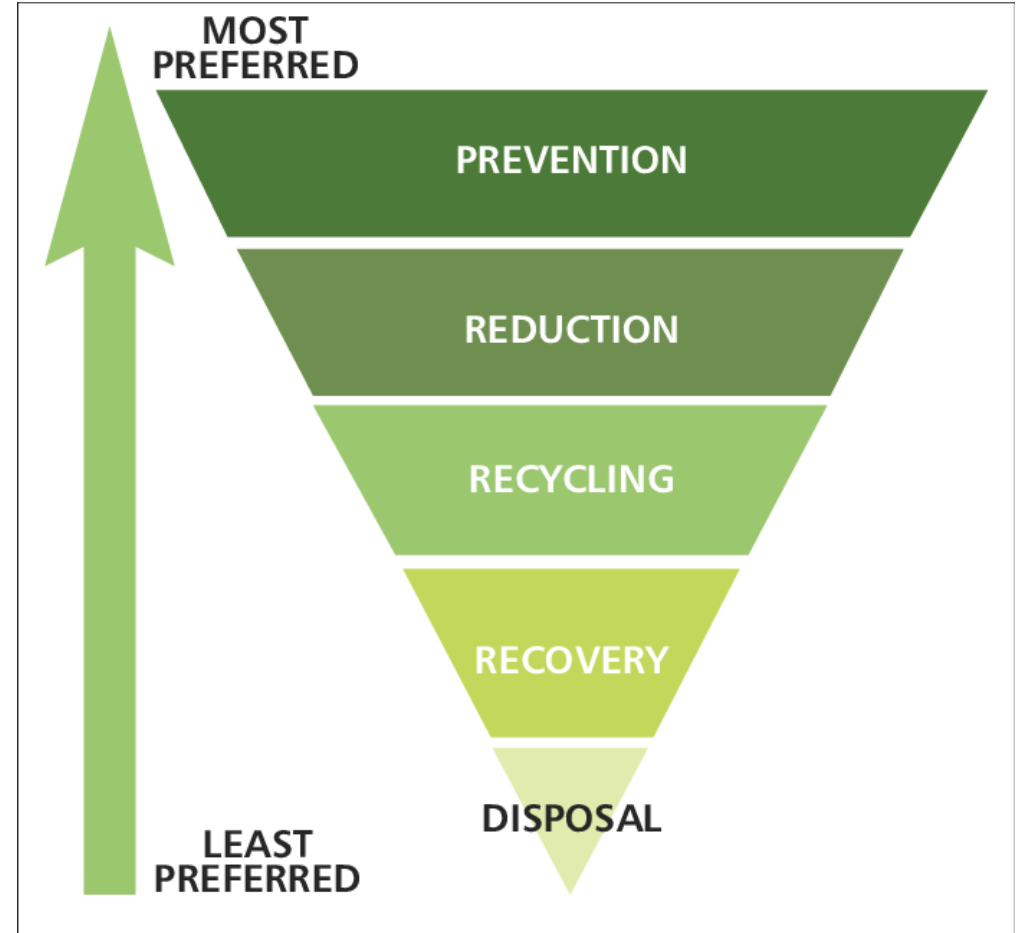 MOST
PREFERRED
PREVENTION
REDUCTION
RECYCLING
RECOVERY
DISPOSAL
LEAST
PREFERRED